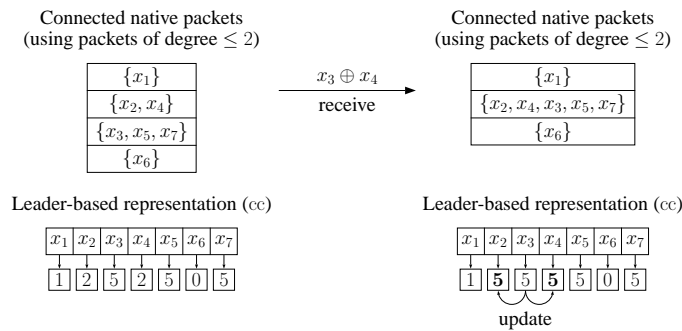 Connected native packets
(using packets of degree ≤ 2)
{x₁}
{x₂, x₄}
{x₃, x₅, x₇}
{x₆}
x₃ ⊕ x₄
receive
Connected native packets
(using packets of degree ≤ 2)
{x₁}
{x₂, x₄, x₃, x₅, x₇}
{x₆}
Leader-based representation (cc)
x₁ x₂ x₃ x₄ x₅ x₆ x₇
1 2 5 2 5 0 5
Leader-based representation (cc)
x₁ x₂ x₃ x₄ x₅ x₆ x₇
1 5 5 5 5 0 5
update